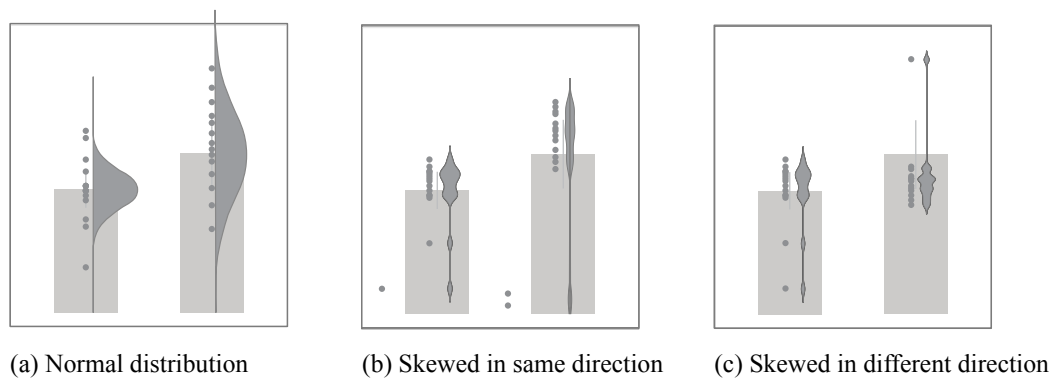 (a) Normal distribution
(b) Skewed in same direction
(c) Skewed in different direction